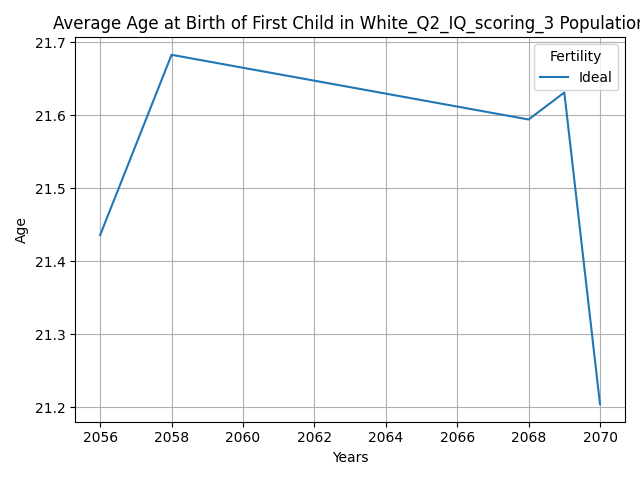 Average Age at Birth of First Child in White_Q2_IQ_scoring_3 Population
21.7
21.6
21.5
21.4
21.3
21.2
Age
Fertility
Ideal
2056 2058 2060 2062 2064 2066 2068 2070
Years